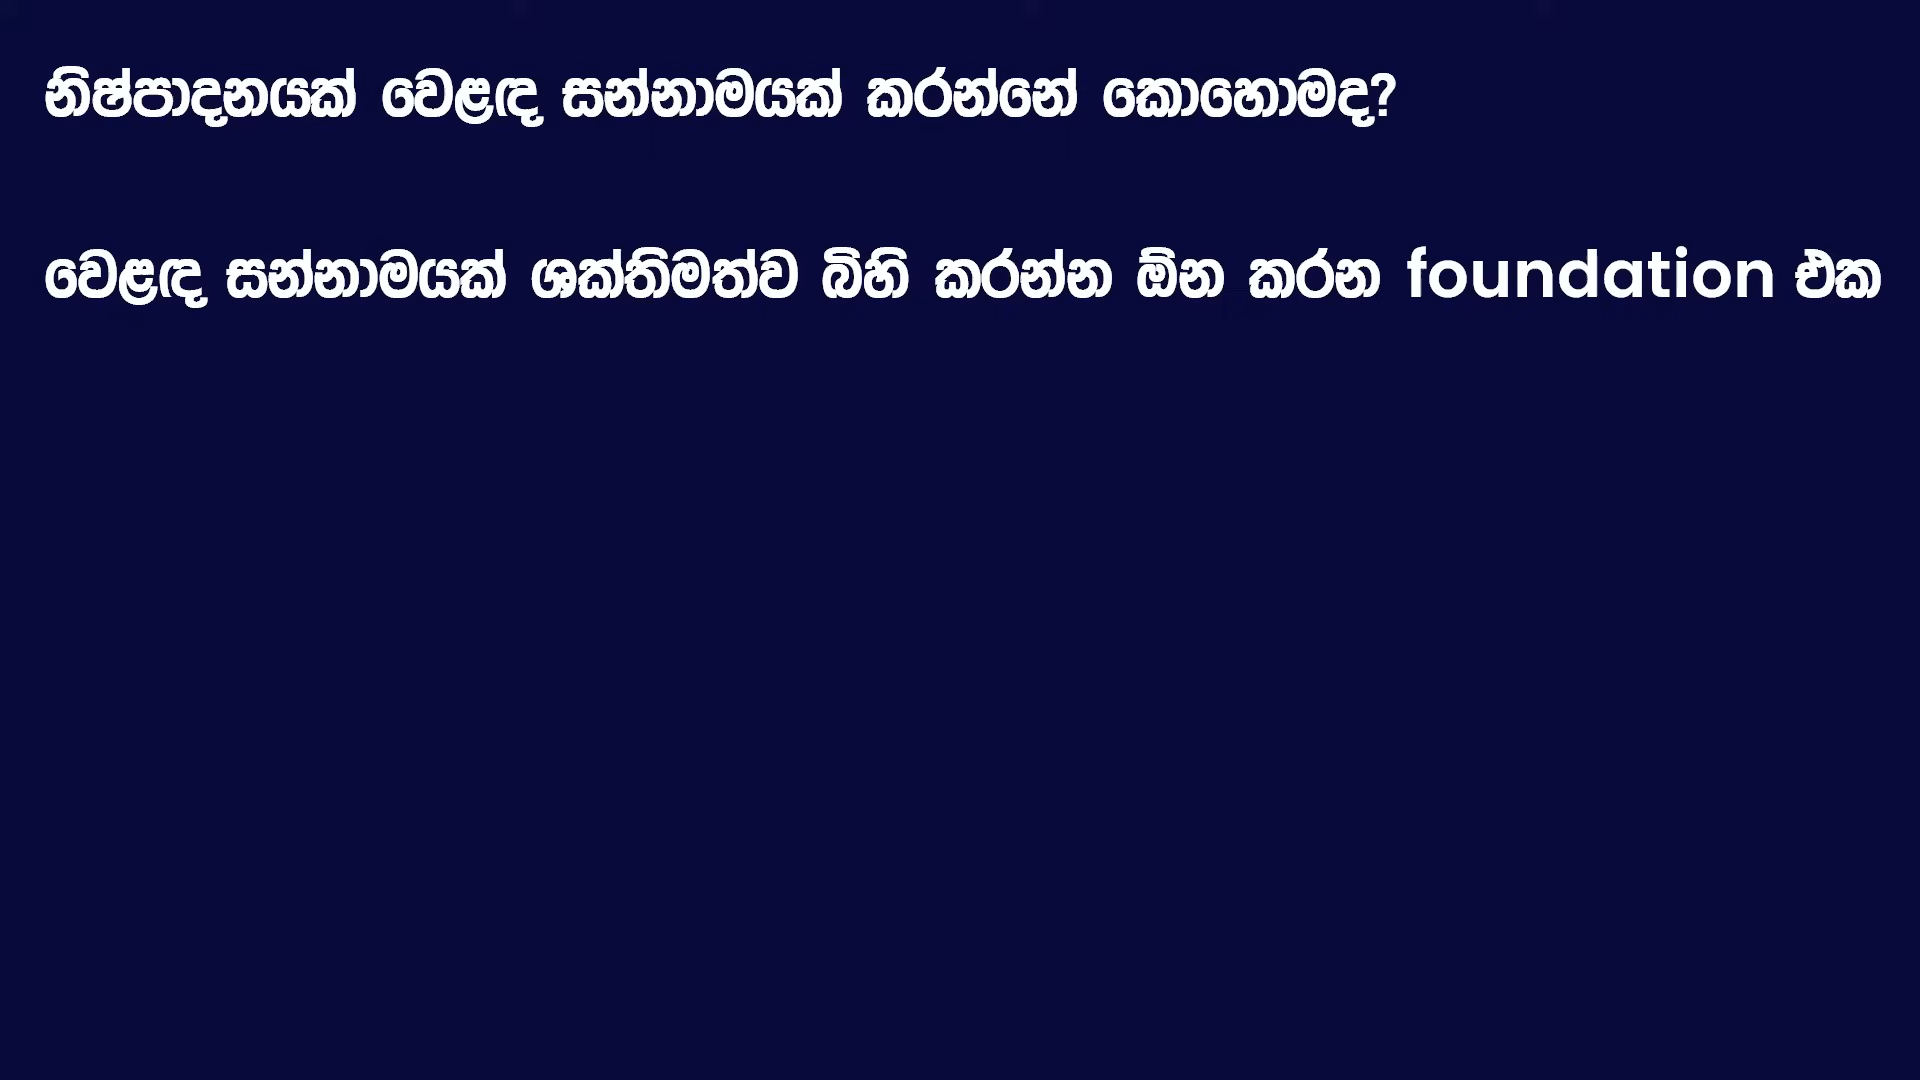 නිෂ්පාදනයක් වෙළඳ සන්නාමයක් කරන්නේ කොහොමද?
වෙළඳ සන්නාමයක් ශක්තිමත්ව බිහි කරන්න ඕන කරන foundation එක